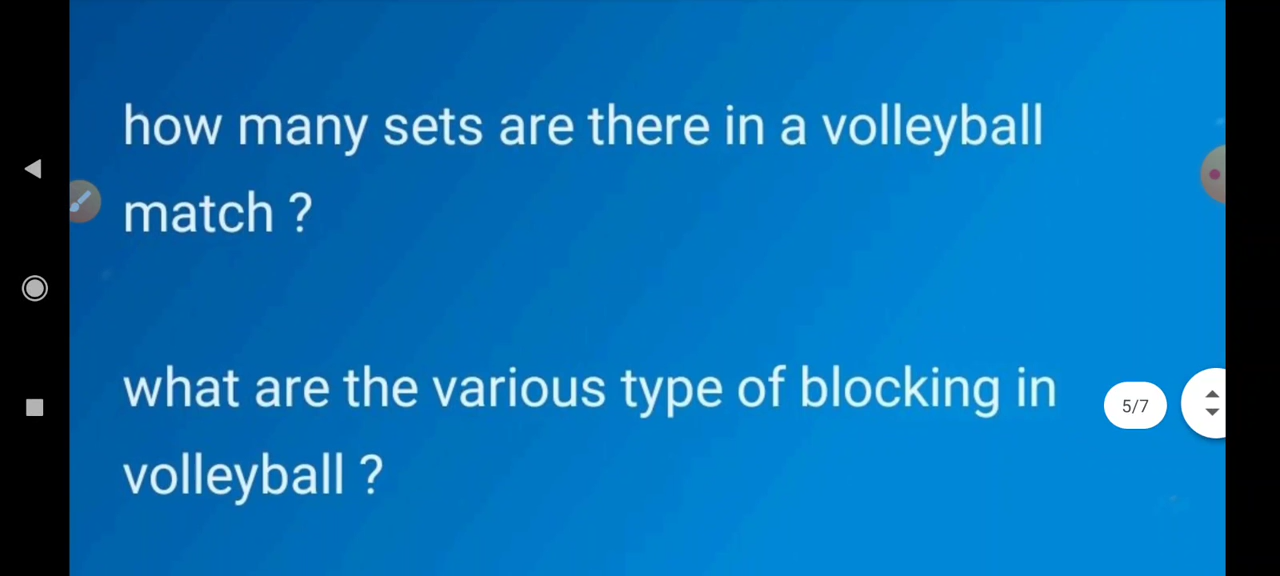 how many sets are there in a volleyball
match ?
what are the various type of blocking in
volleyball ?
5/7